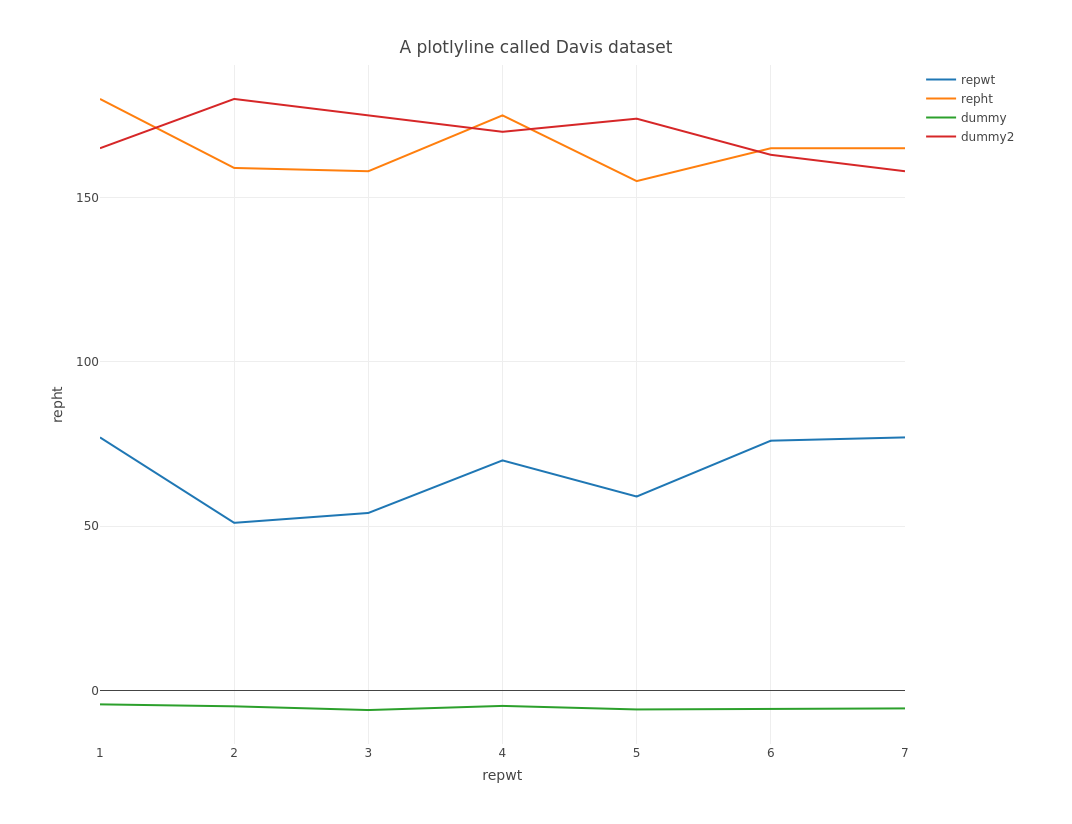 A plotlyline called Davis dataset
repwt
repht
dummy
dummy2
150
100
50
0
repht
1 2 3 4 5 6 7
repwt